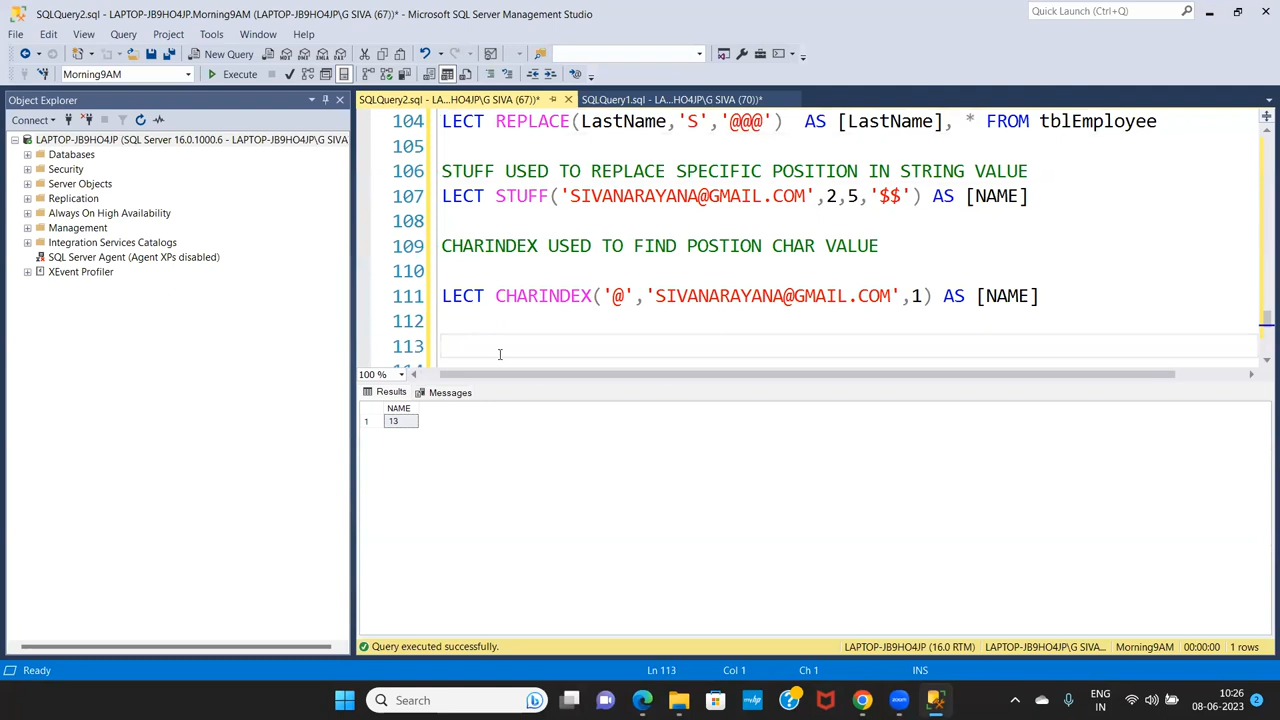 SQLQuery2.sql - LAPTOP-JB9HO4JP.Morning9AM (LAPTOP-JB9HO4JP\G SIVA (67))* - Microsoft SQL Server Management Studio
Quick Launch (Ctrl+Q)
File Edit View Query Project Tools Window Help
New Query
Morning9AM Execute
Object Explorer
SQLQuery2.sql - LA...HO4JP\G SIVA (67))* SQLQuery1.sql - LA...HO4JP\G SIVA (70))*
Connect
LAPTOP-JB9HO4JP (SQL Server 16.0.1000.6 - LAPTOP-JB9HO4JP\G SIVA
Databases
Security
Server Objects
Replication
Always On High Availability
Management
Integration Services Catalogs
SQL Server Agent (Agent XPs disabled)
XEvent Profiler
104 LECT REPLACE(LastName,'S','@@@') AS [LastName], * FROM tblEmployee
105
106 STUFF USED TO REPLACE SPECIFIC POSITION IN STRING VALUE
107 LECT STUFF('SIVANARAYANA@GMAIL.COM',2,5,'$$') AS [NAME]
108
109 CHARINDEX USED TO FIND POSTION CHAR VALUE
110
111 LECT CHARINDEX('@','SIVANARAYANA@GMAIL.COM',1) AS [NAME]
112
113
100 %
Results Messages
NAME
1 13
Query executed successfully. LAPTOP-JB9HO4JP (16.0 RTM) LAPTOP-JB9HO4JP\G SIVA... Morning9AM 00:00:00 1 rows
Ready Ln 113 Col 1 Ch 1 INS
Search
ENG
IN
10:26
08-06-2023
2